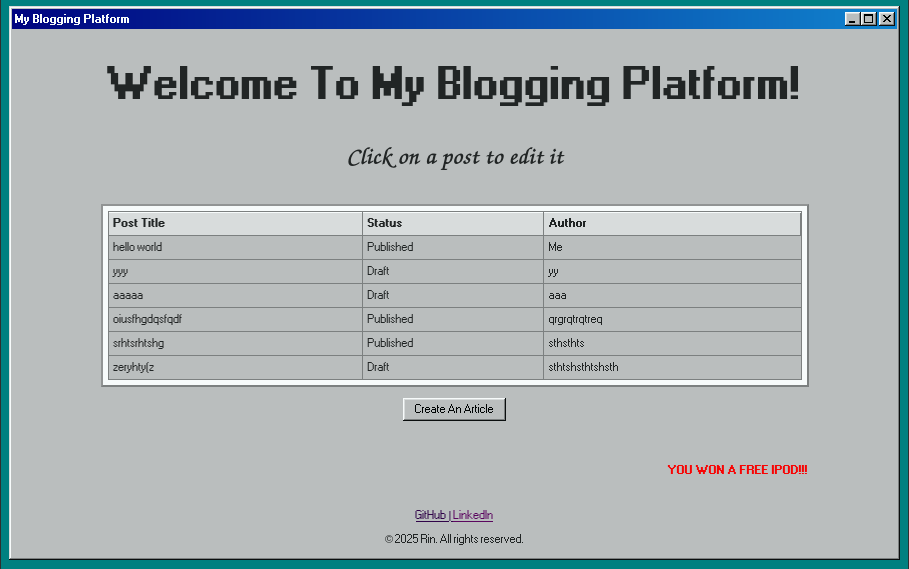 My Blogging Platform
Welcome To My Blogging Platform!
Click on a post to edit it
Post Title Status Author
hello world Published Me
yyy Draft yy
aaaaa Draft aaa
oiusfhgdqsfqdf Published qrgrqtrqtreq
srhtsrhtshg Published sthsthts
zeryhty(z Draft sthtshsthtshsth
Create An Article
YOU WON A FREE IPOD!!!
GitHub | LinkedIn
© 2025 Rin. All rights reserved.